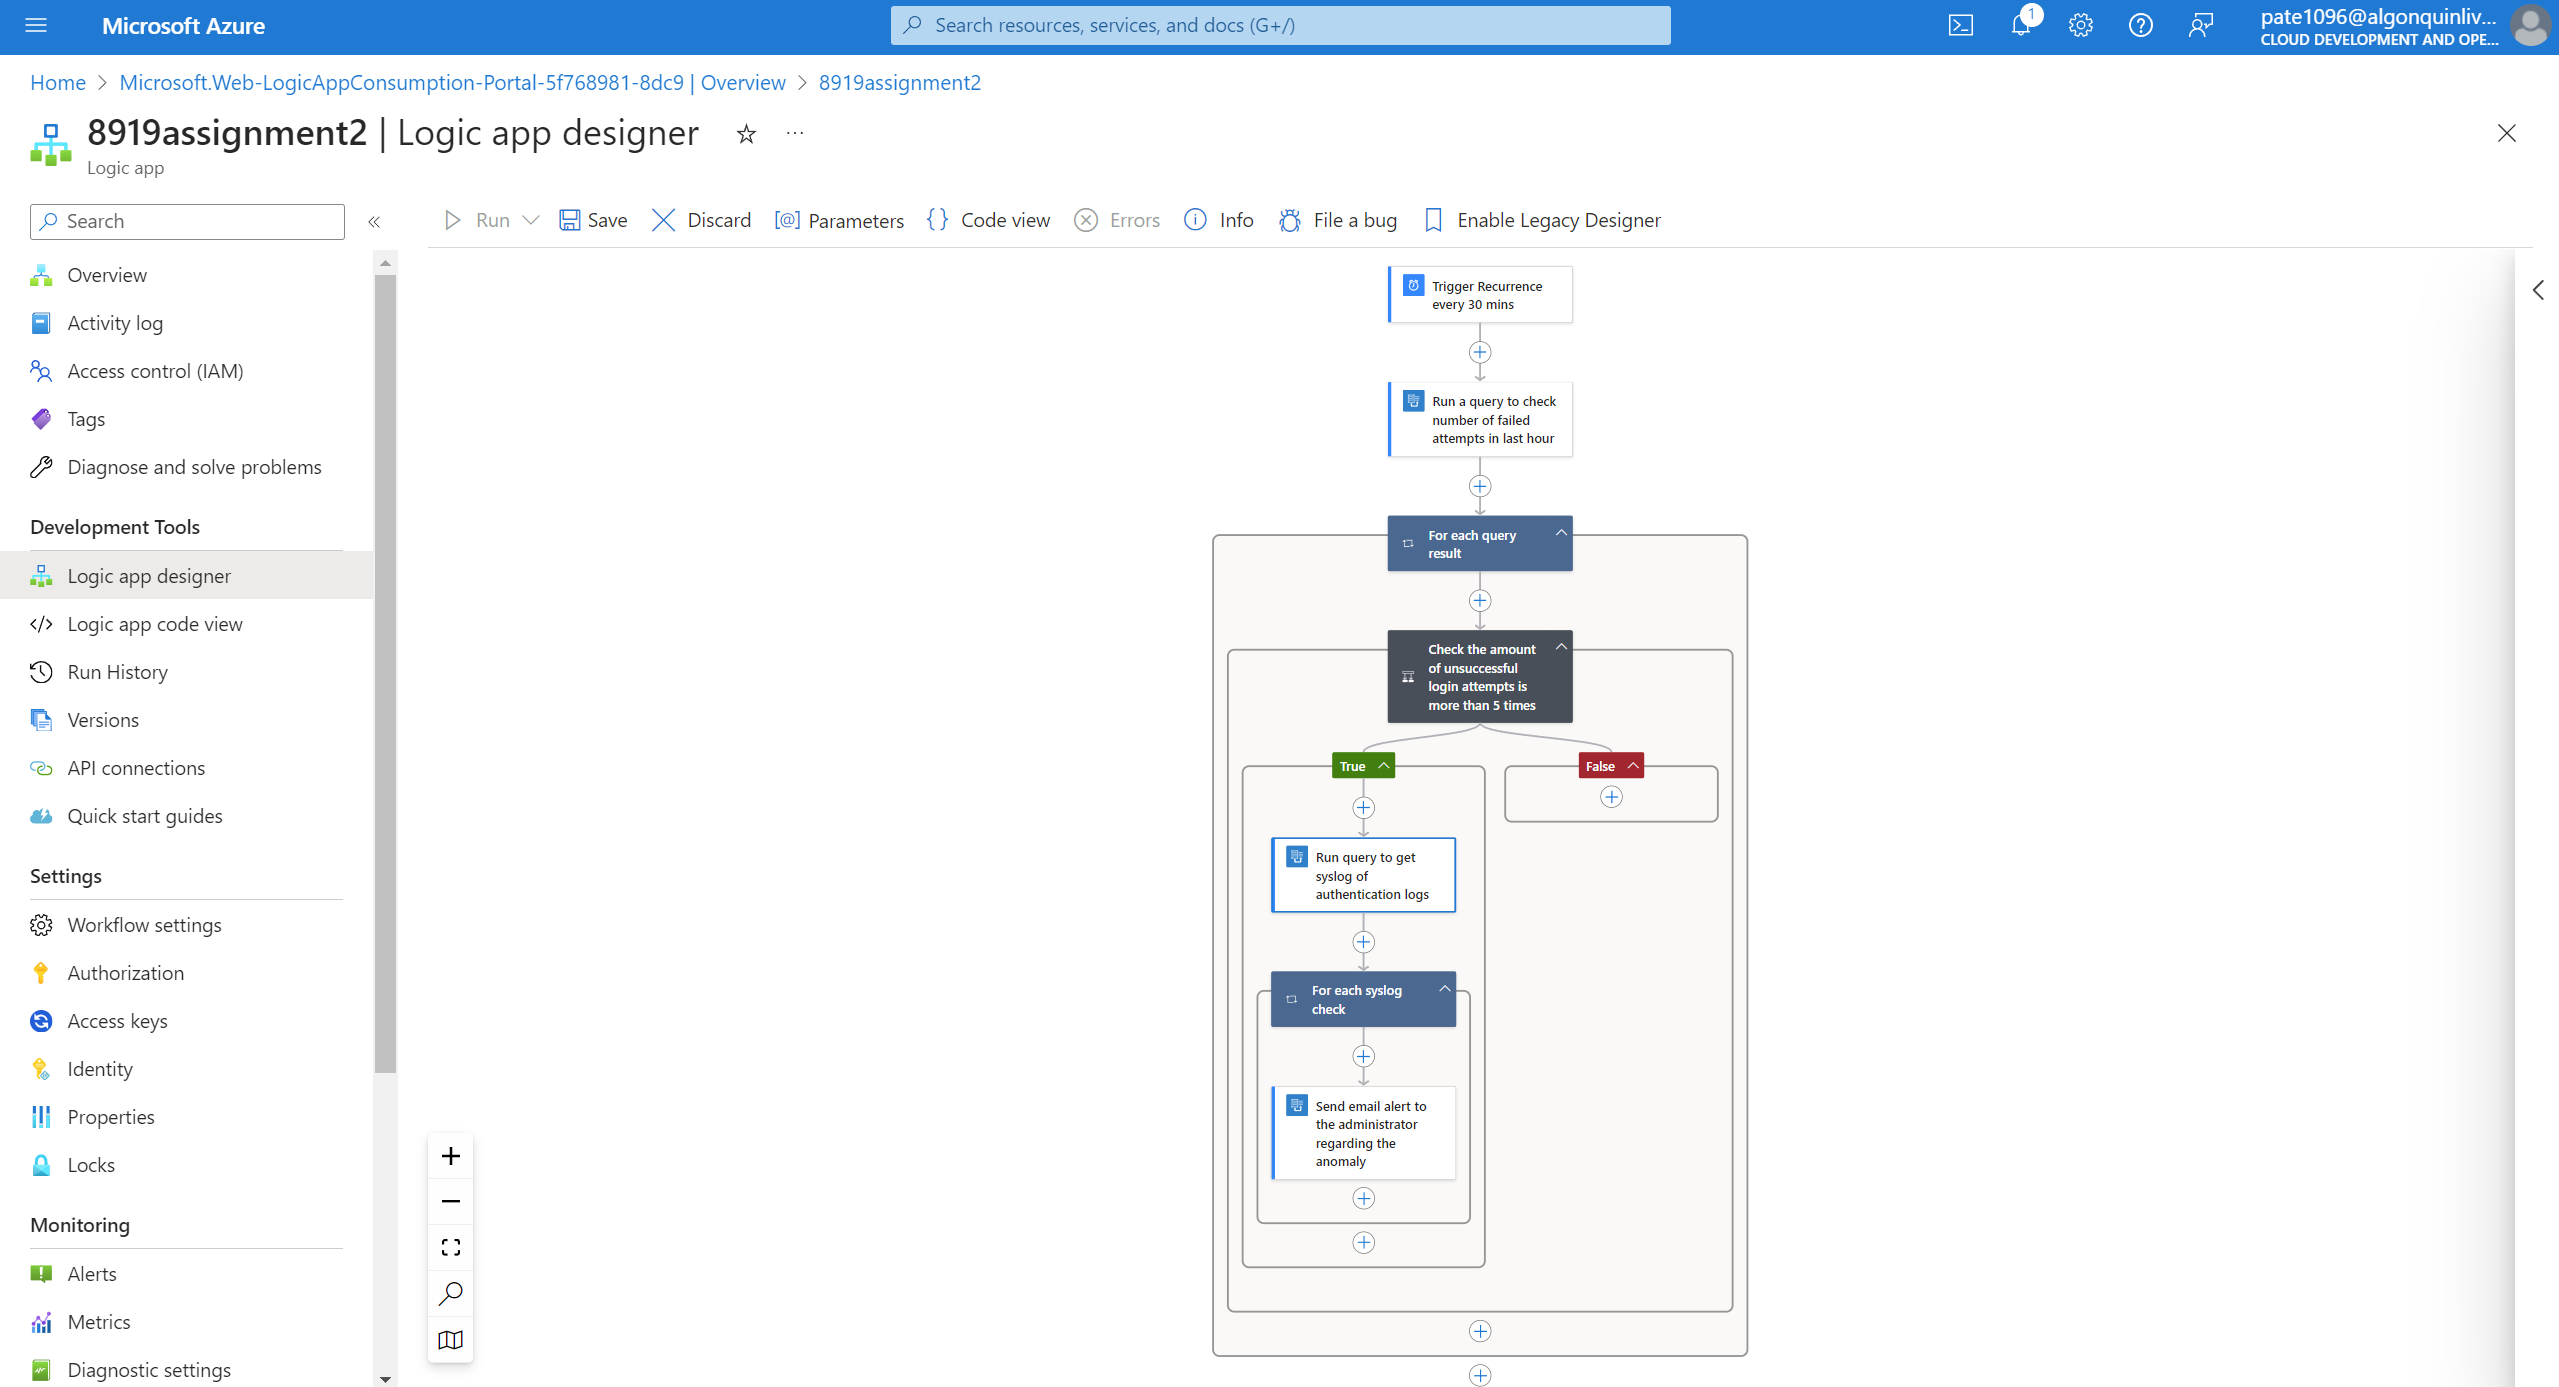 Microsoft Azure
Search resources, services, and docs (G+/)
1
pate1096@algonquinliv...
CLOUD DEVELOPMENT AND OPE...
Home > Microsoft.Web-LogicAppConsumption-Portal-5f768981-8dc9 | Overview > 8919assignment2
8919assignment2 | Logic app designer
Logic app
Search
Run
Save
Discard
Parameters
Code view
Errors
Info
File a bug
Enable Legacy Designer
Overview
Activity log
Access control (IAM)
Tags
Diagnose and solve problems
Development Tools
Logic app designer
Logic app code view
Run History
Versions
API connections
Quick start guides
Settings
Workflow settings
Authorization
Access keys
Identity
Properties
Locks
Monitoring
Alerts
Metrics
Diagnostic settings
Trigger Recurrence
every 30 mins
Run a query to check
number of failed
attempts in last hour
For each query
result
Check the amount
of unsuccessful
login attempts is
more than 5 times
True
False
Run query to get
syslog of
authentication logs
For each syslog
check
Send email alert to
the administrator
regarding the
anomaly